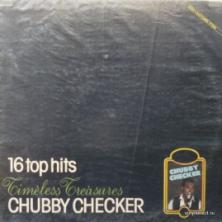 16 top hits
Timeless Treasures
CHUBBY CHECKER
CHUBBY
CHECKER